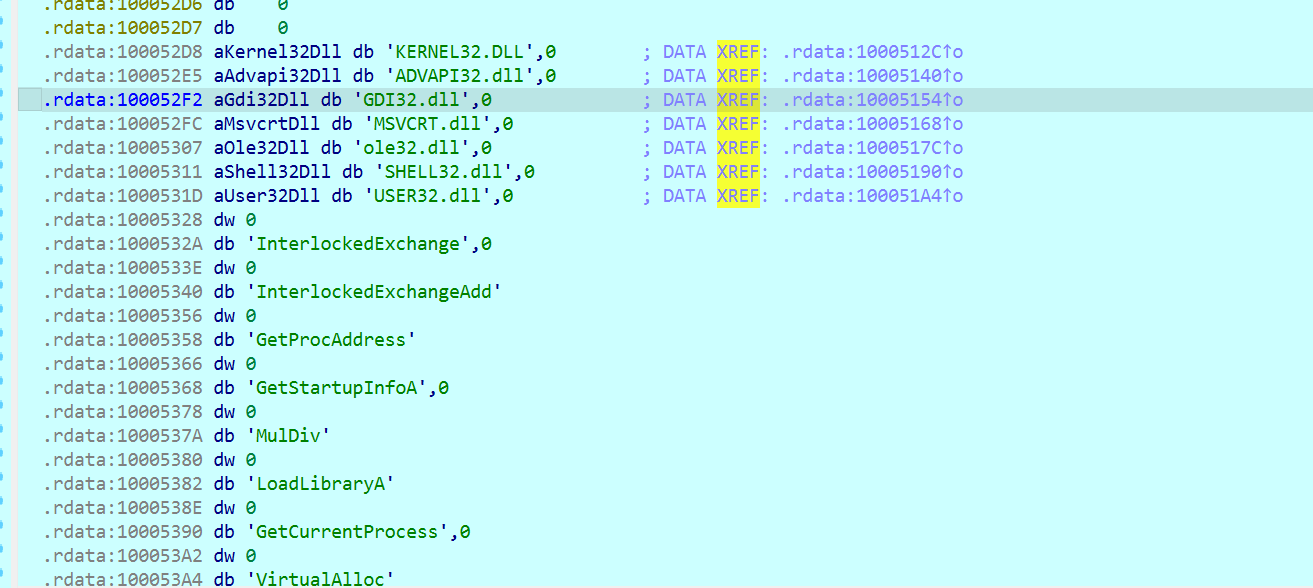 .rdata:100052D6 db    0
.rdata:100052D7 db    0
.rdata:100052D8 aKernel32Dll db 'KERNEL32.DLL',0        ; DATA XREF: .rdata:1000512C↑o
.rdata:100052E5 aAdvapi32Dll db 'ADVAPI32.dll',0        ; DATA XREF: .rdata:10005140↑o
.rdata:100052F2 aGdi32Dll db 'GDI32.dll',0              ; DATA XREF: .rdata:10005154↑o
.rdata:100052FC aMsvcrtDll db 'MSVCRT.dll',0            ; DATA XREF: .rdata:10005168↑o
.rdata:10005307 aOle32Dll db 'ole32.dll',0              ; DATA XREF: .rdata:1000517C↑o
.rdata:10005311 aShell32Dll db 'SHELL32.dll',0          ; DATA XREF: .rdata:10005190↑o
.rdata:1000531D aUser32Dll db 'USER32.dll',0            ; DATA XREF: .rdata:100051A4↑o
.rdata:10005328 dw 0
.rdata:1000532A db 'InterlockedExchange',0
.rdata:1000533E dw 0
.rdata:10005340 db 'InterlockedExchangeAdd'
.rdata:10005356 dw 0
.rdata:10005358 db 'GetProcAddress'
.rdata:10005366 dw 0
.rdata:10005368 db 'GetStartupInfoA',0
.rdata:10005378 dw 0
.rdata:1000537A db 'MulDiv'
.rdata:10005380 dw 0
.rdata:10005382 db 'LoadLibraryA'
.rdata:1000538E dw 0
.rdata:10005390 db 'GetCurrentProcess',0
.rdata:100053A2 dw 0
.rdata:100053A4 db 'VirtualAlloc'